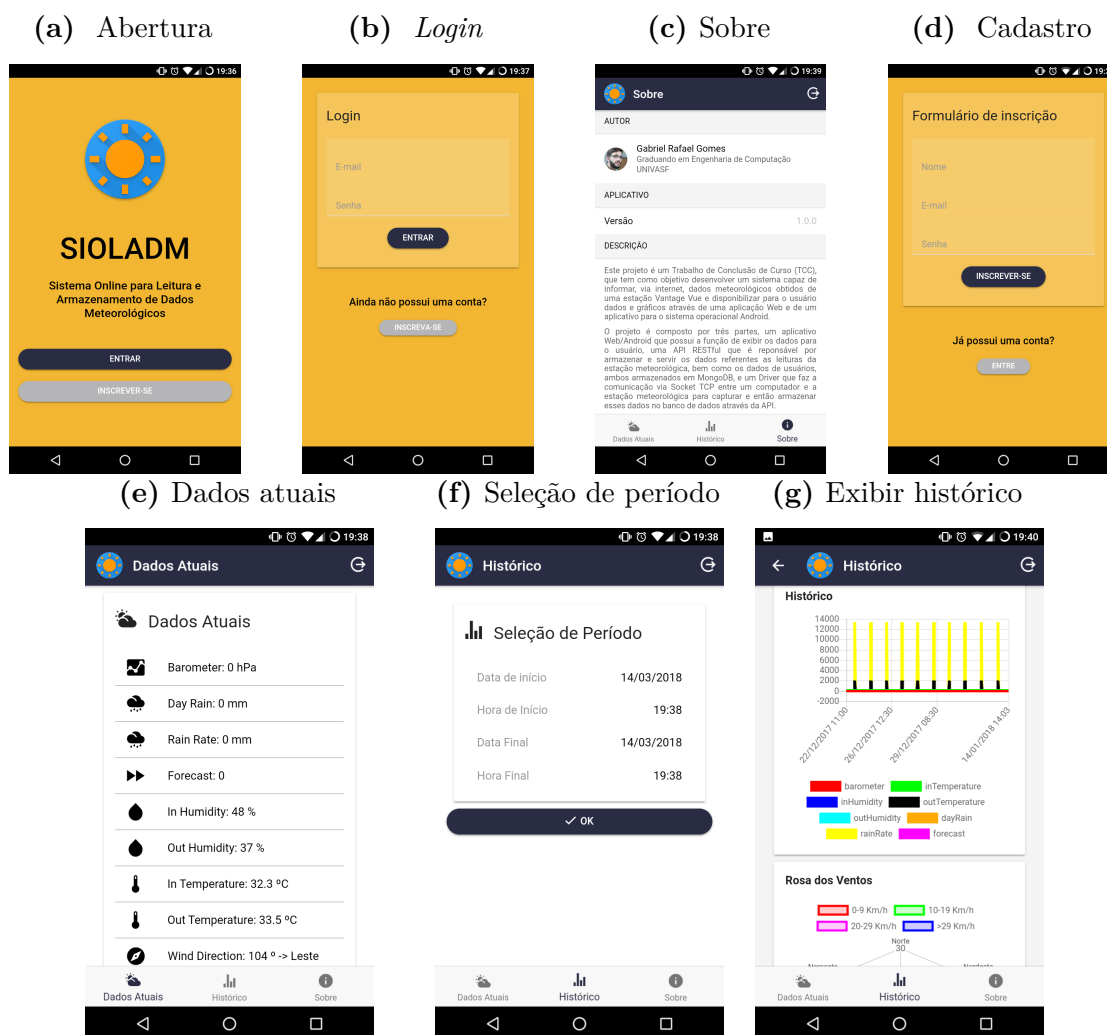 (a) Abertura
(b) Login
(c) Sobre
(d) Cadastro
19:36
SIOLADM
Sistema Online para Leitura e
Armazenamento de Dados
Meteorológicos
ENTRAR
INSCREVER-SE
19:37
Login
E-mail
Senha
ENTRAR
Ainda não possui uma conta?
INSCREVA-SE
19:39
Sobre
AUTOR
Gabriel Rafael Gomes
Graduando em Engenharia de Computação
UNIVASF
APLICATIVO
Versão 1.0.0
DESCRIÇÃO
Este projeto é um Trabalho de Conclusão de Curso (TCC),
que tem como objetivo desenvolver um sistema capaz de
informar, via internet, dados meteorológicos obtidos de
uma estação Vantage Vue e disponibilizar para o usuário
dados e gráficos através de uma aplicação Web e de um
aplicativo para o sistema operacional Android.
O projeto é composto por três partes, um aplicativo
Web/Android que possui a função de exibir os dados para
o usuário, uma API RESTful que é reponsável por
armazenar e servir os dados referentes as leituras da
estação meteorológica, bem como os dados de usuários,
ambos armazenados em MongoDB, e um Driver que faz a
comunicação via Socket TCP entre um computador e a
estação meteorológica para capturar e então armazenar
esses dados no banco de dados através da API.
Dados Atuais Histórico Sobre
Formulário de inscrição
Nome
E-mail
Senha
INSCREVER-SE
Já possui uma conta?
ENTRE
(e) Dados atuais
(f) Seleção de período
(g) Exibir histórico
19:38
Dados Atuais
Dados Atuais
Barometer: 0 hPa
Day Rain: 0 mm
Rain Rate: 0 mm
Forecast: 0
In Humidity: 48 %
Out Humidity: 37 %
In Temperature: 32.3 ºC
Out Temperature: 33.5 ºC
Wind Direction: 104 º -> Leste
Dados Atuais Histórico Sobre
19:38
Histórico
Seleção de Período
Data de início 14/03/2018
Hora de Início 19:38
Data Final 14/03/2018
Hora Final 19:38
OK
Dados Atuais Histórico Sobre
19:40
Histórico
Histórico
14000
12000
10000
8000
6000
4000
2000
0
-2000
22/12/2017 11:00
26/12/2017 12:30
29/12/2017 08:30
14/01/2018 14:03
barometer inTemperature
inHumidity outTemperature
outHumidity dayRain
rainRate forecast
Rosa dos Ventos
0-9 Km/h 10-19 Km/h
20-29 Km/h >29 Km/h
Norte
30
Dados Atuais Histórico Sobre